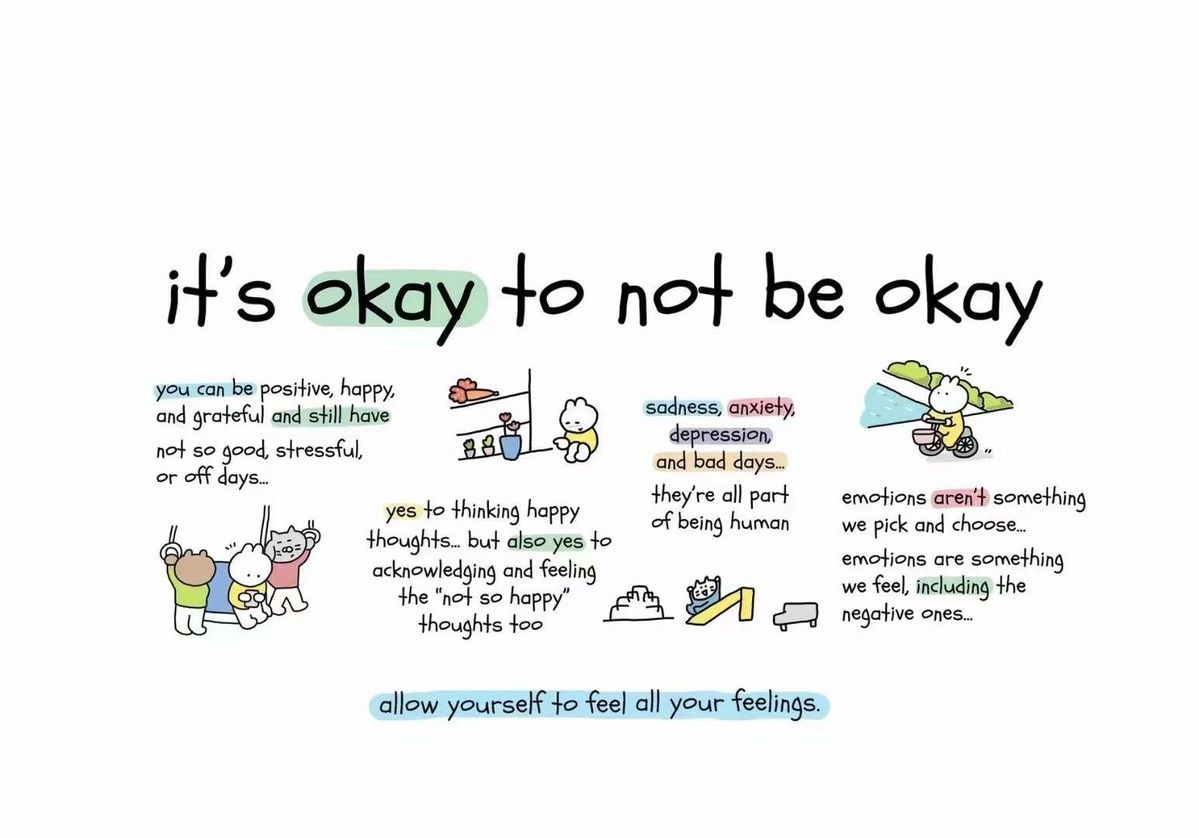 it's okay to not be okay
you can be positive, happy,
and grateful and still have
not so good, stressful,
or off days...
yes to thinking happy
thoughts... but also yes to
acknowledging and feeling
the "not so happy"
thoughts too
sadness, anxiety,
depression,
and bad days...
they're all part
of being human
emotions aren't something
we pick and choose...
emotions are something
we feel, including the
negative ones...
allow yourself to feel all your feelings.